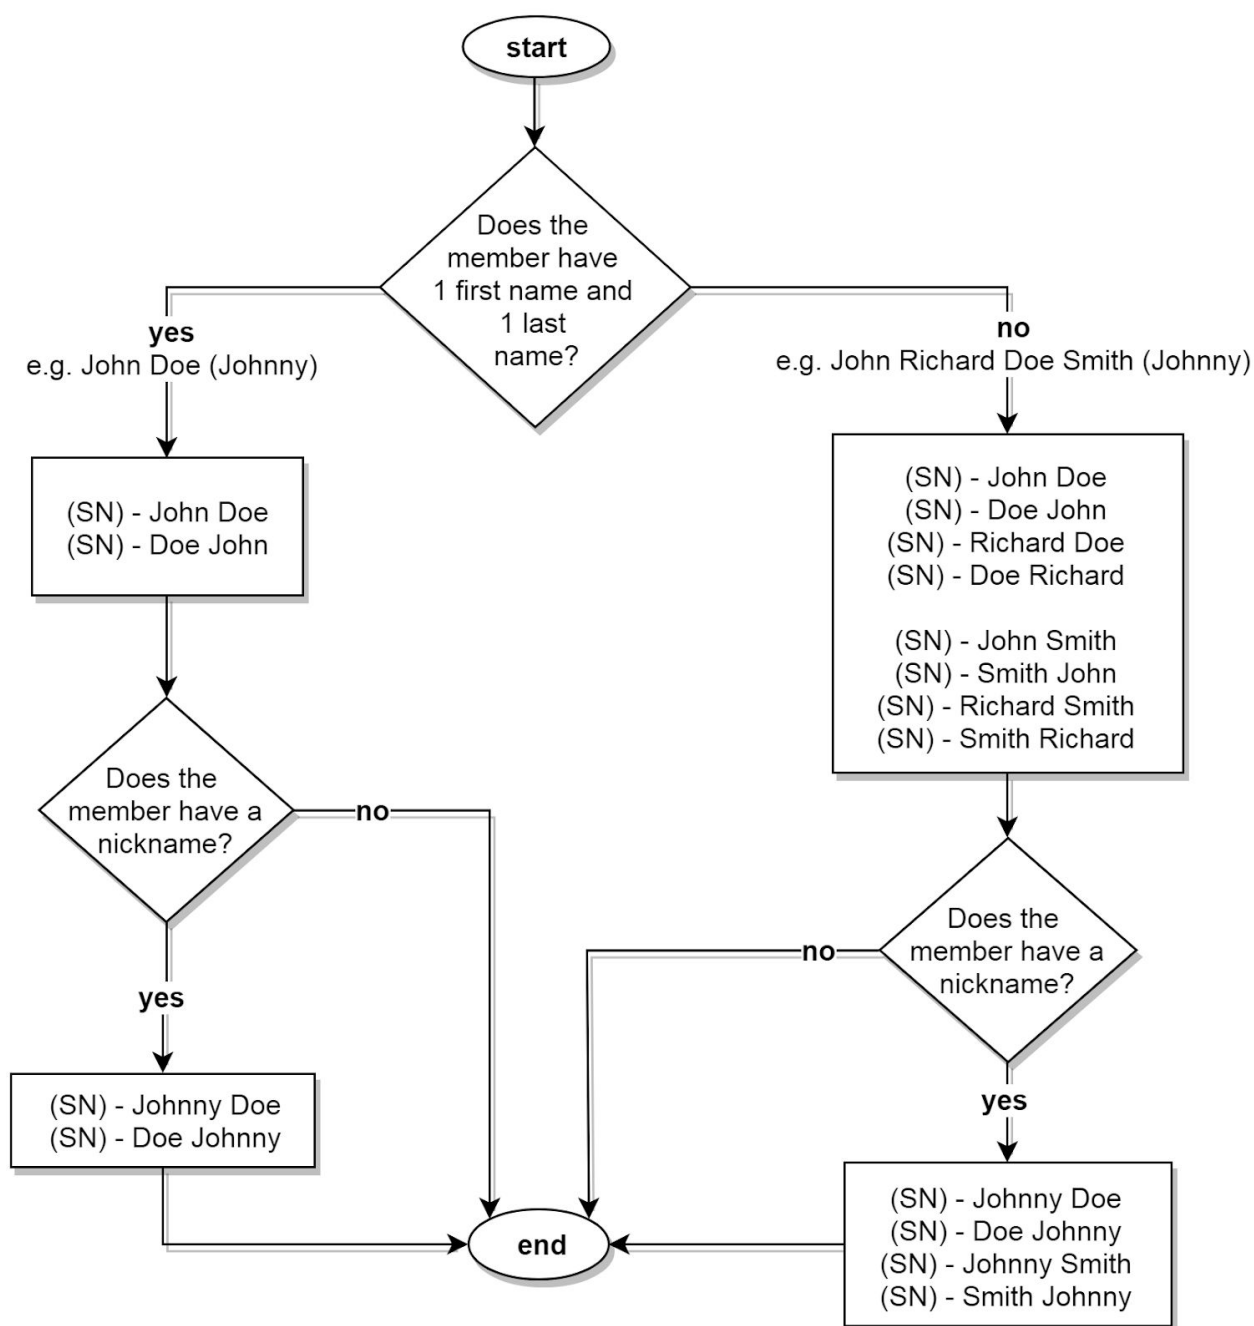 start
Does the
member have
1 first name and
1 last
name?
yes
e.g. John Doe (Johnny)
no
e.g. John Richard Doe Smith (Johnny)
(SN) - John Doe
(SN) - Doe John
(SN) - John Doe
(SN) - Doe John
(SN) - Richard Doe
(SN) - Doe Richard
(SN) - John Smith
(SN) - Smith John
(SN) - Richard Smith
(SN) - Smith Richard
Does the
member have a
nickname?
no
yes
Does the
member have a
nickname?
no
yes
(SN) - Johnny Doe
(SN) - Doe Johnny
(SN) - Johnny Doe
(SN) - Doe Johnny
(SN) - Johnny Smith
(SN) - Smith Johnny
end